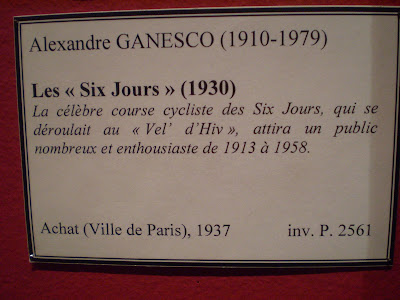 Alexandre GANESCO (1910-1979)
Les « Six Jours » (1930)
La célèbre course cycliste des Six Jours, qui se
déroulait au « Vel' d'Hiv », attira un public
nombreux et enthousiaste de 1913 à 1958.
Achat (Ville de Paris), 1937 inv. P. 2561